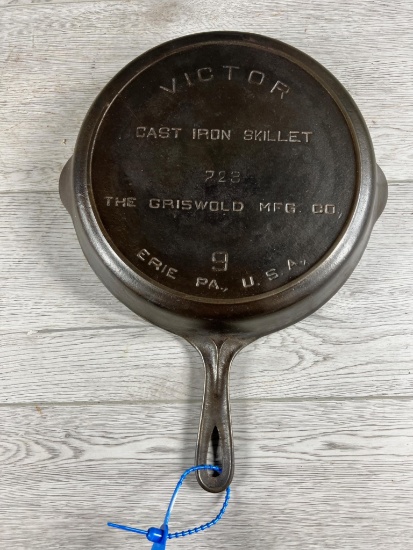 VICTOR
CAST IRON SKILLET
723
THE GRISWOLD MFG. CO.,
9
ERIE PA., U.S.A.,